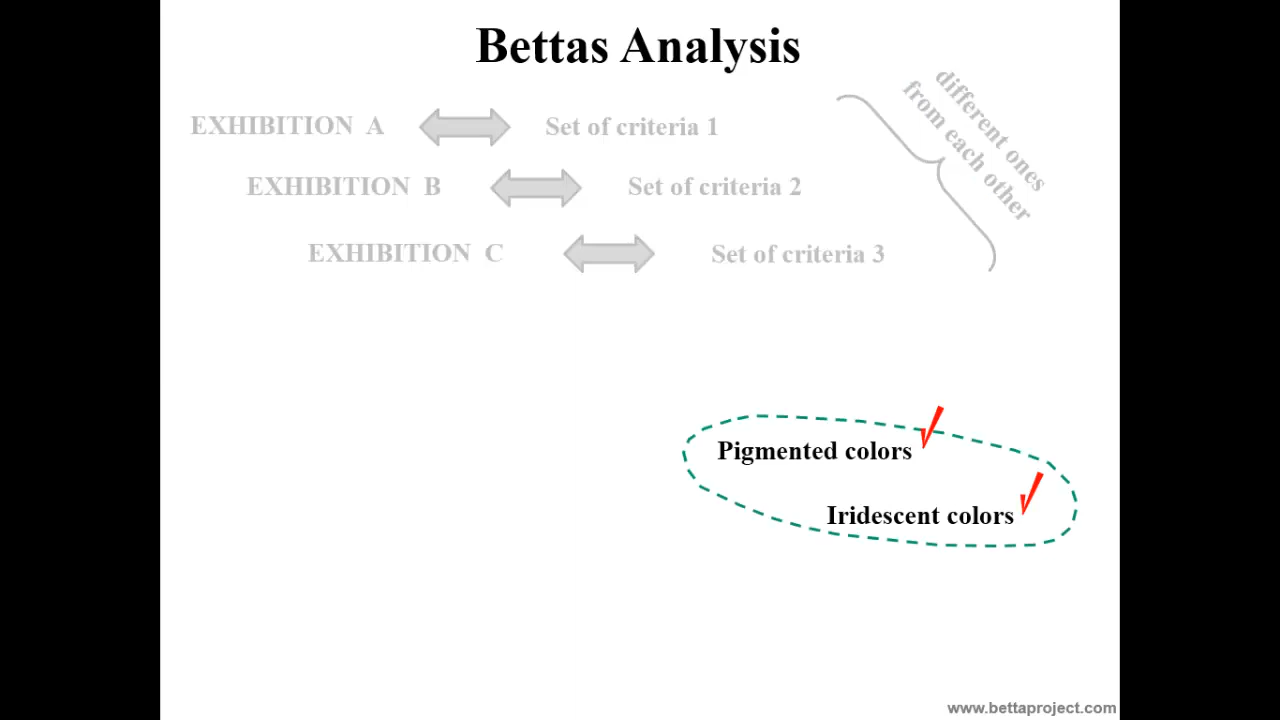 Bettas Analysis
EXHIBITION A
Set of criteria 1
EXHIBITION B
Set of criteria 2
EXHIBITION C
Set of criteria 3
different ones
from each other
Pigmented colors
Iridescent colors
www.bettaproject.com